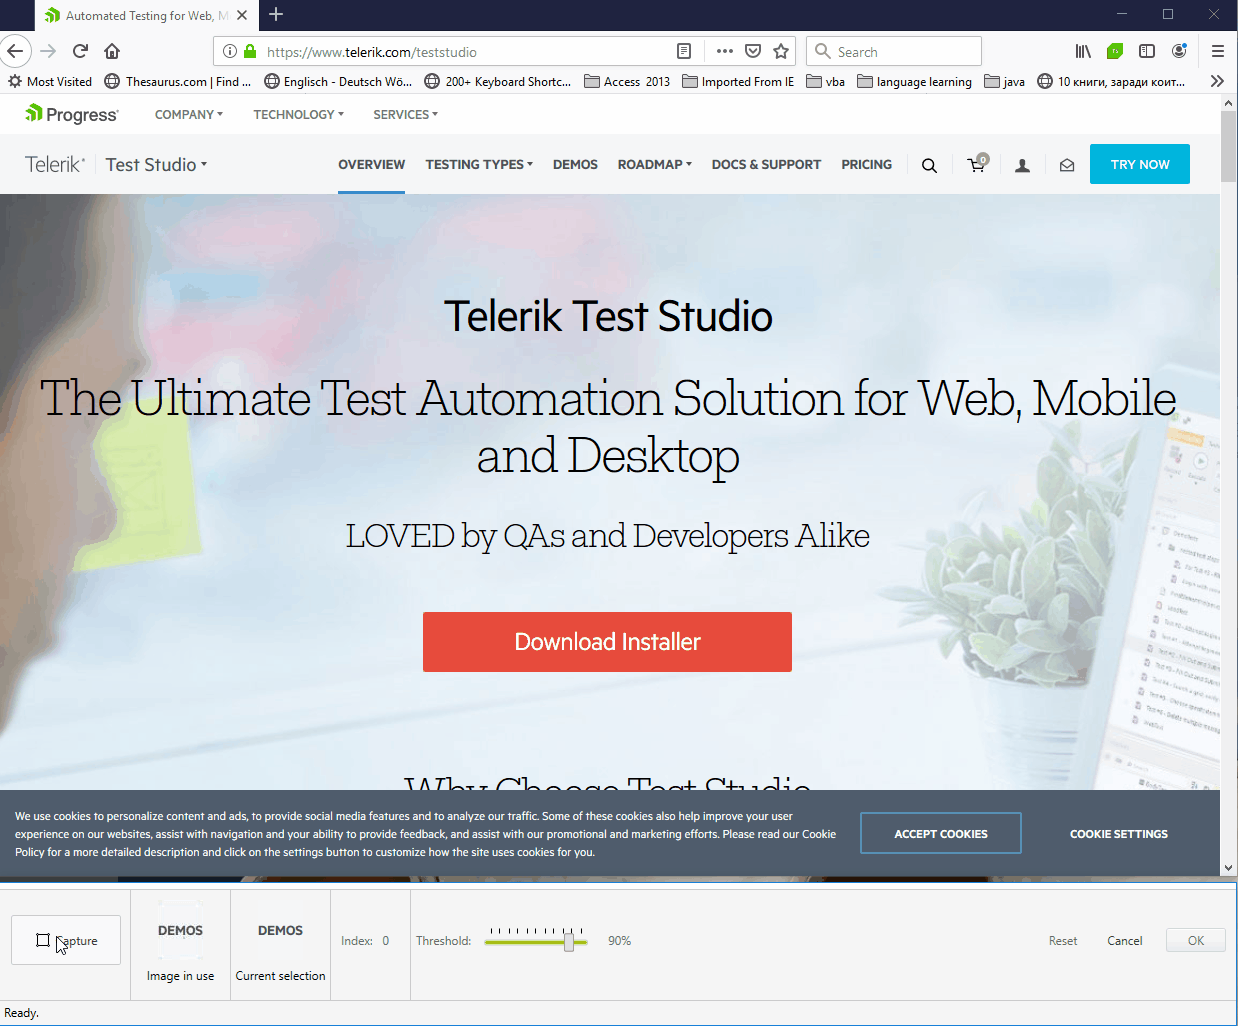 Automated Testing for Web, M
https://www.telerik.com/teststudio
Search
Most Visited
Thesaurus.com | Find ...
Englisch - Deutsch Wö...
200+ Keyboard Shortc...
Access 2013
Imported From IE
vba
language learning
java
10 книги, заради коит...
Progress
COMPANY
TECHNOLOGY
SERVICES
Telerik
Test Studio
OVERVIEW
TESTING TYPES
DEMOS
ROADMAP
DOCS & SUPPORT
PRICING
0
TRY NOW
Telerik Test Studio
The Ultimate Test Automation Solution for Web, Mobile
and Desktop
LOVED by QAs and Developers Alike
Download Installer
Why Choose Test Studio
We use cookies to personalize content and ads, to provide social media features and to analyze our traffic. Some of these cookies also help improve your user
experience on our websites, assist with navigation and your ability to provide feedback, and assist with our promotional and marketing efforts. Please read our Cookie
Policy for a more detailed description and click on the settings button to customize how the site uses cookies for you.
ACCEPT COOKIES
COOKIE SETTINGS
Capture
DEMOS
Image in use
DEMOS
Current selection
Index: 0
Threshold:
90%
Reset
Cancel
OK
Ready.